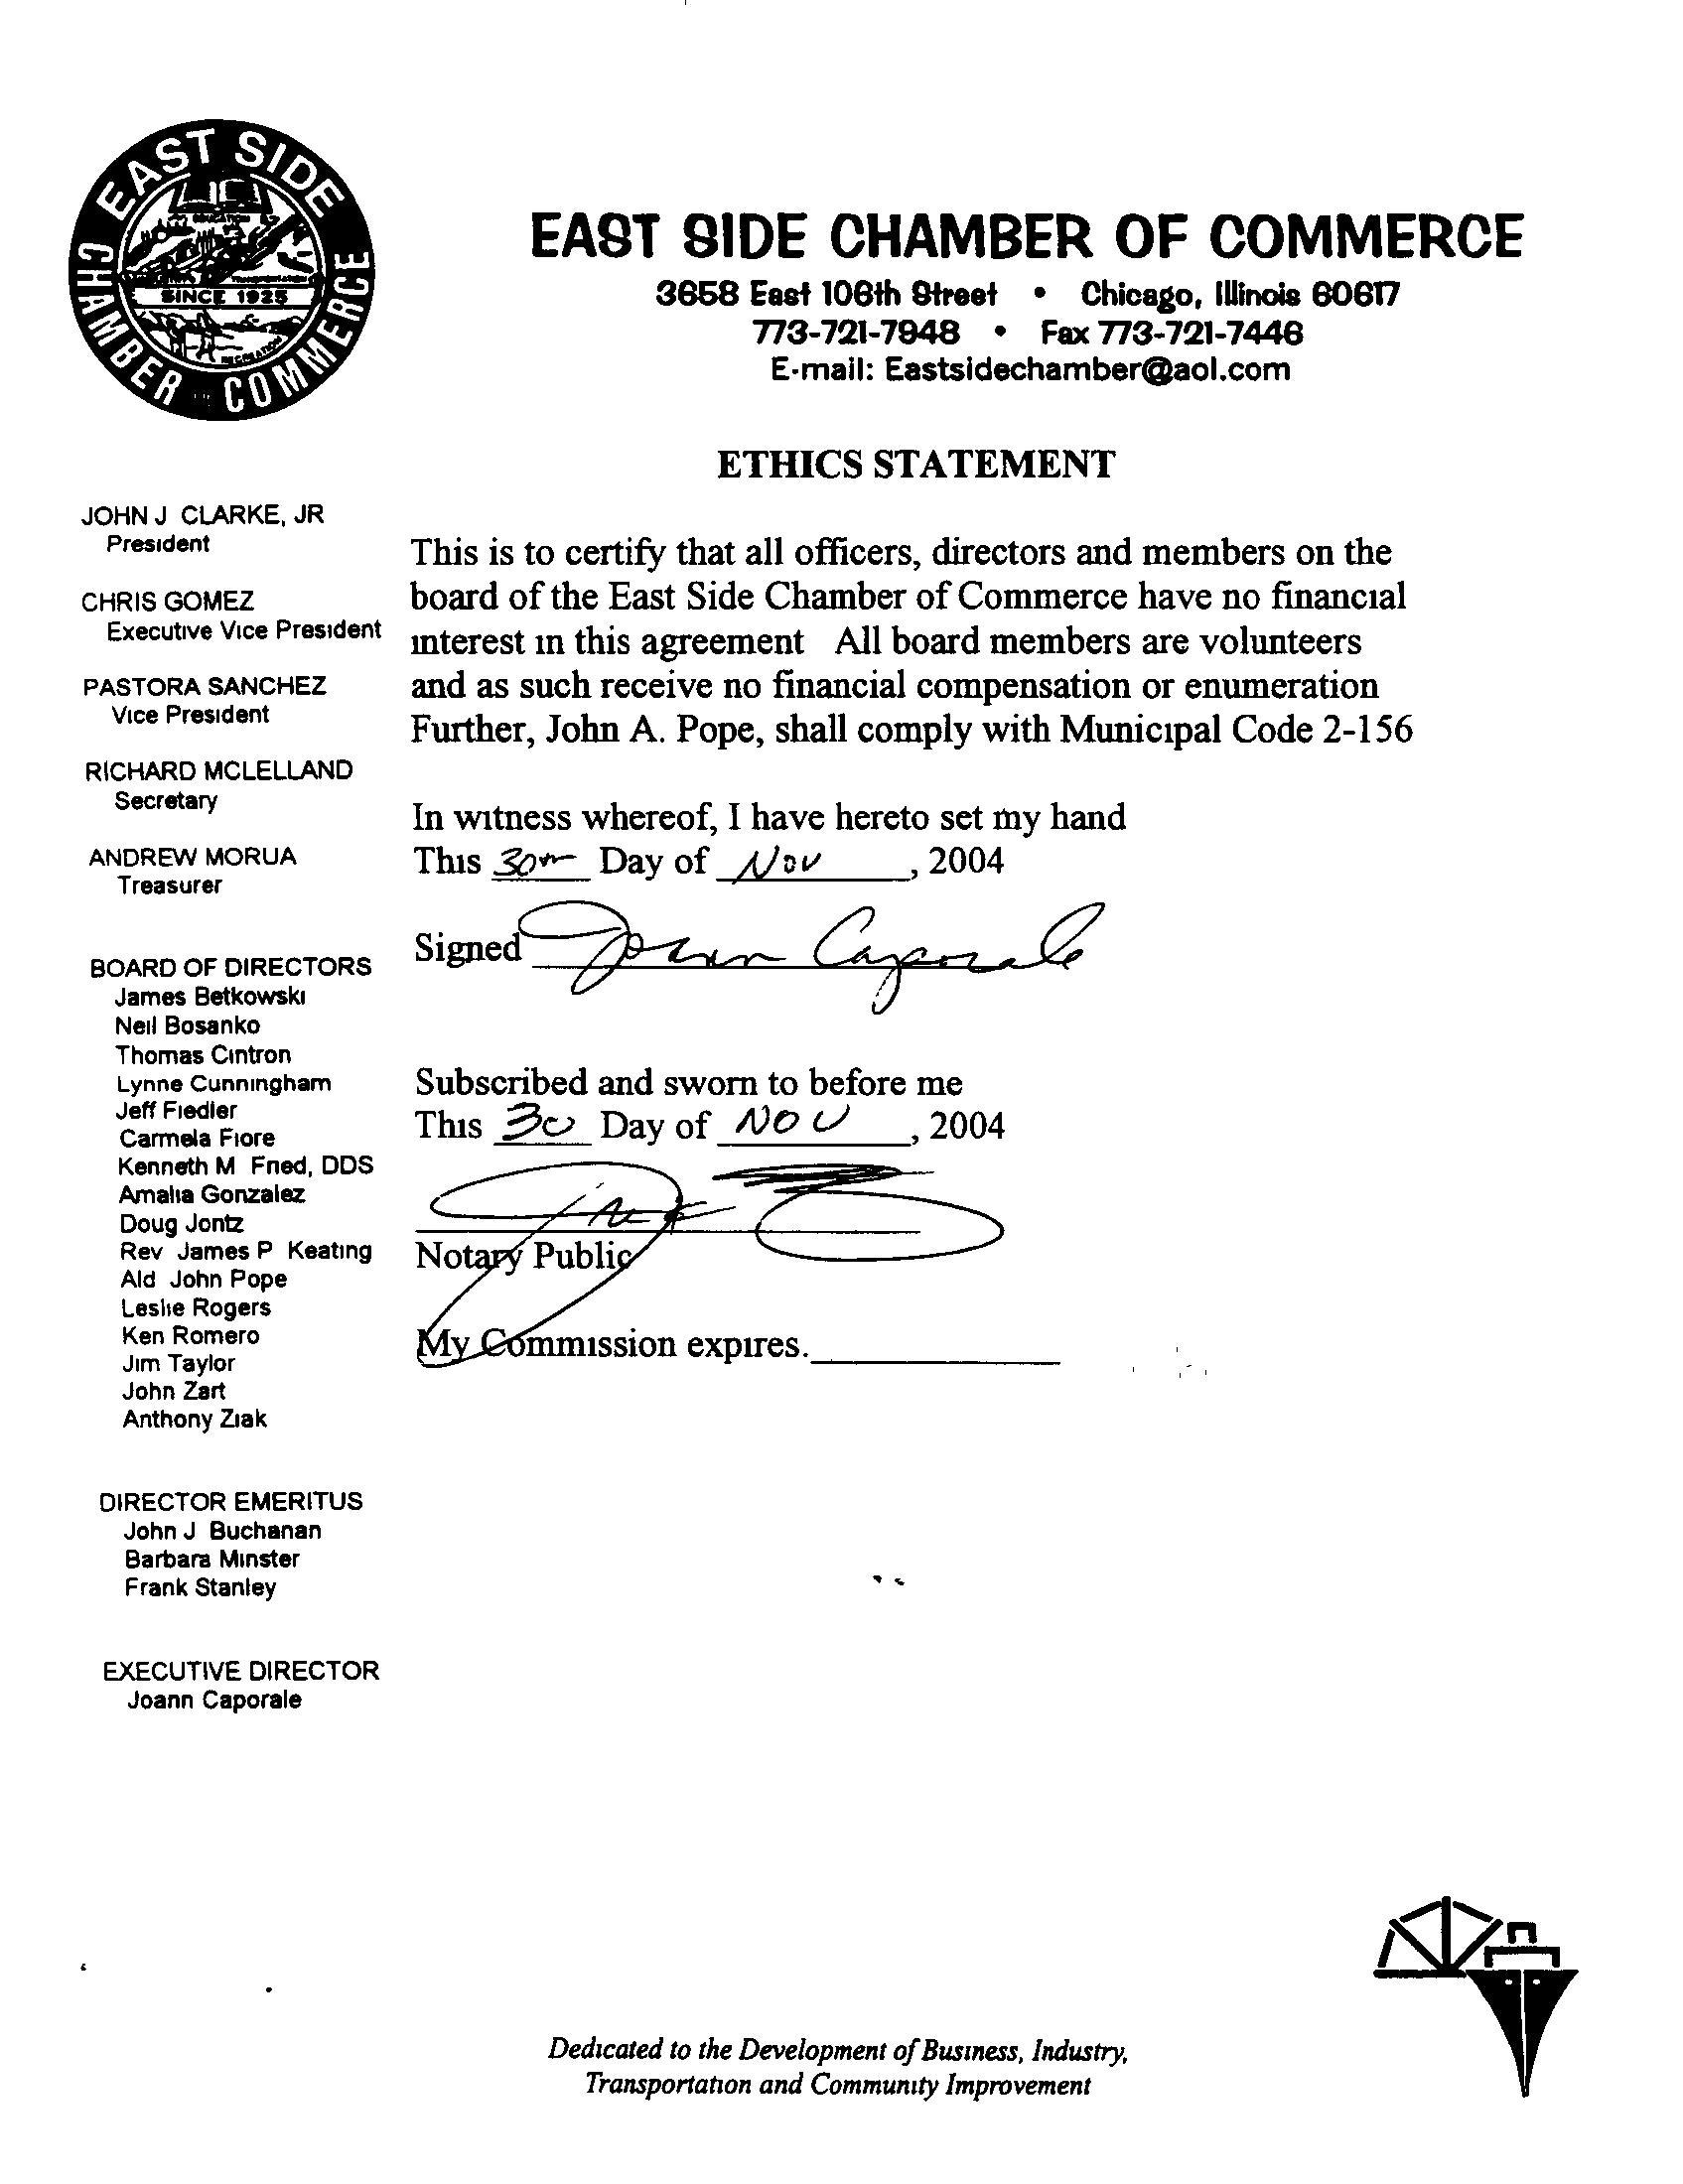 EAST SIDE
CHAMBER COMMERCE
EDUCATION
TRANSPORTATION
SINCE 1925
RECREATION
EAST SIDE CHAMBER OF COMMERCE
3658 East 106th Street • Chicago, Illinois 60617
773-721-7948 • Fax 773-721-7446
E-mail: Eastsidechamber@aol.com
ETHICS STATEMENT
JOHN J CLARKE, JR
President
CHRIS GOMEZ
Executive Vice President
PASTORA SANCHEZ
Vice President
RICHARD MCLELLAND
Secretary
ANDREW MORUA
Treasurer
BOARD OF DIRECTORS
James Betkowski
Neil Bosanko
Thomas Cintron
Lynne Cunningham
Jeff Fiedler
Carmela Fiore
Kenneth M Fried, DDS
Amalia Gonzalez
Doug Jontz
Rev James P Keating
Ald John Pope
Leslie Rogers
Ken Romero
Jim Taylor
John Zart
Anthony Ziak
DIRECTOR EMERITUS
John J Buchanan
Barbara Minster
Frank Stanley
EXECUTIVE DIRECTOR
Joann Caporale
This is to certify that all officers, directors and members on the
board of the East Side Chamber of Commerce have no financial
interest in this agreement All board members are volunteers
and as such receive no financial compensation or enumeration
Further, John A. Pope, shall comply with Municipal Code 2-156
In witness whereof, I have hereto set my hand
This 30th Day of Nov, 2004
Signed Joann Caporale
Subscribed and sworn to before me
This 30 Day of NOV, 2004
Notary Public
My Commission expires.
Dedicated to the Development of Business, Industry,
Transportation and Community Improvement